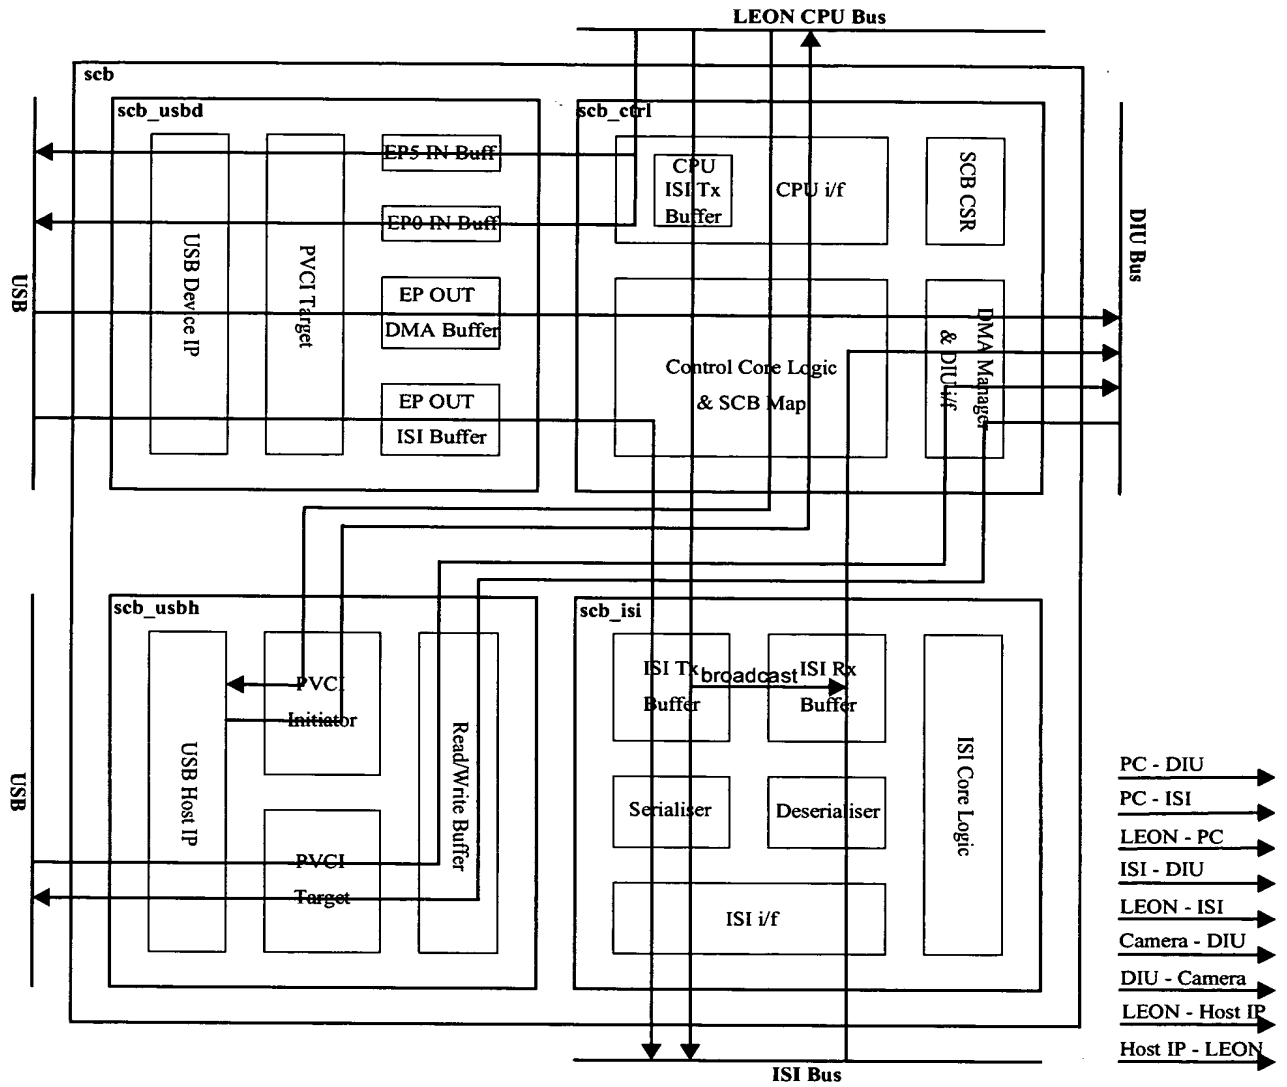 LEON CPU Bus
scb
scb_usbd
scb_ctrl
EP5 IN Buff
EP0 IN Buff
EP OUT
DMA Buffer
EP OUT
ISI Buffer
USB Device IP
PVCI Target
USB
CPU
ISI Tx
Buffer
CPU i/f
SCB CSR
Control Core Logic
& SCB Map
DMA Manager
& DIU i/f
DIU Bus
scb_usbh
scb_isi
USB
USB Host IP
PVCI
Initiator
PVCI
Target
Read/Write Buffer
ISI Tx
Buffer
broadcast
ISI Rx
Buffer
Serialiser
Deserialiser
ISI i/f
ISI Core Logic
PC - DIU
PC - ISI
LEON - PC
ISI - DIU
LEON - ISI
Camera - DIU
DIU - Camera
LEON - Host IP
Host IP - LEON
ISI Bus